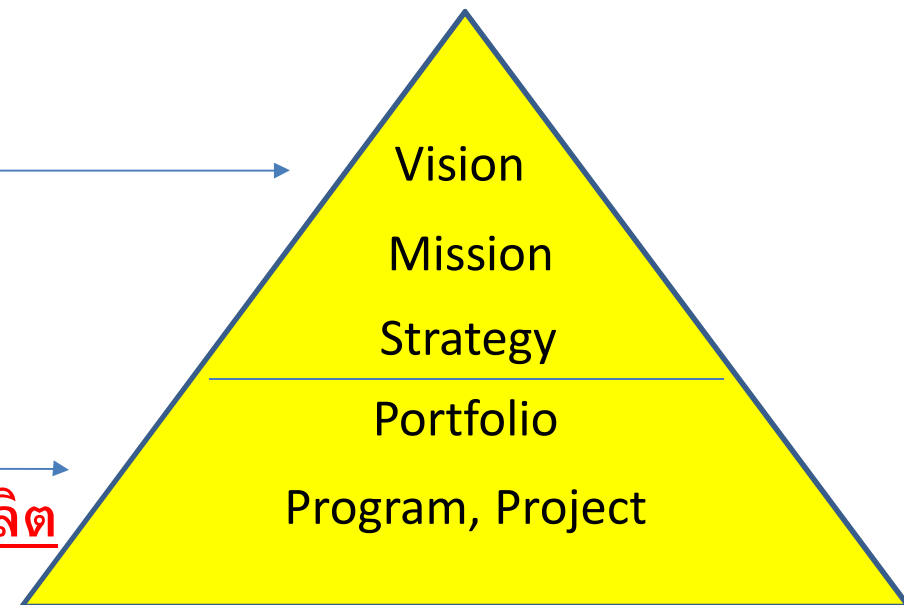 Vision
Mission
Strategy
Portfolio
Program, Project